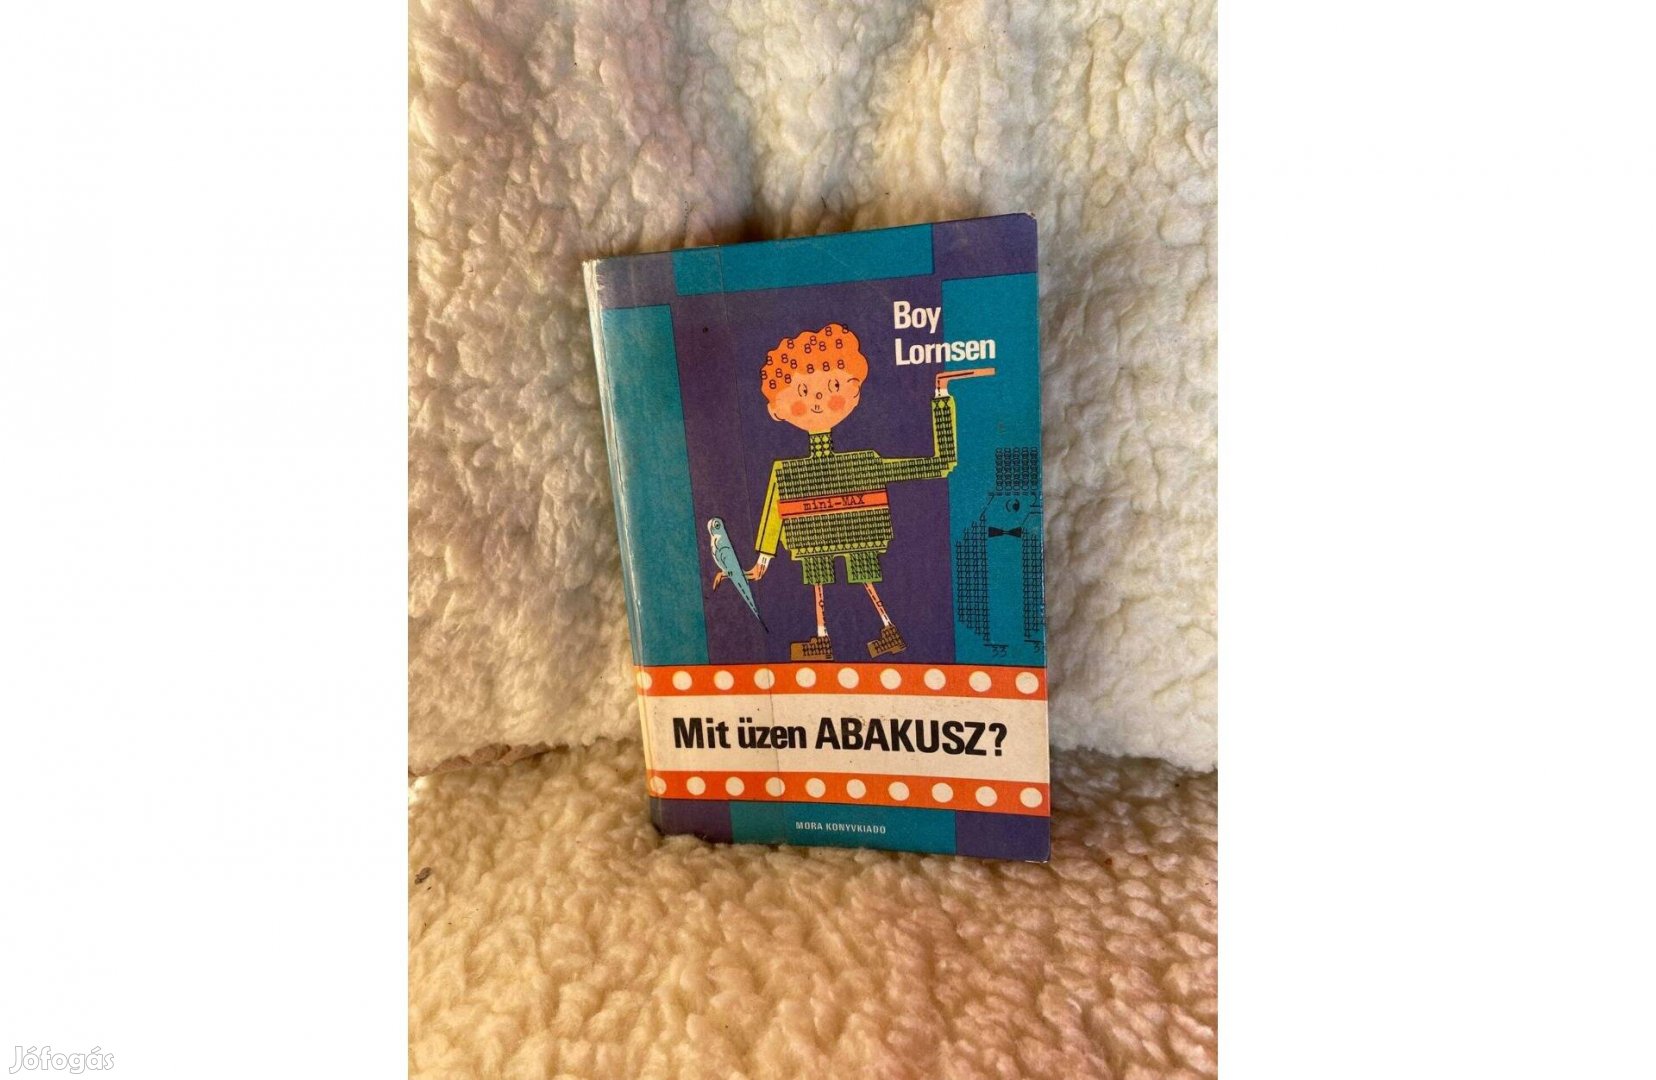 Boy
Lornsen
mini-MAX
Mit üzen ABAKUSZ?
MÓRA KÖNYVKIADÓ
Jófogás